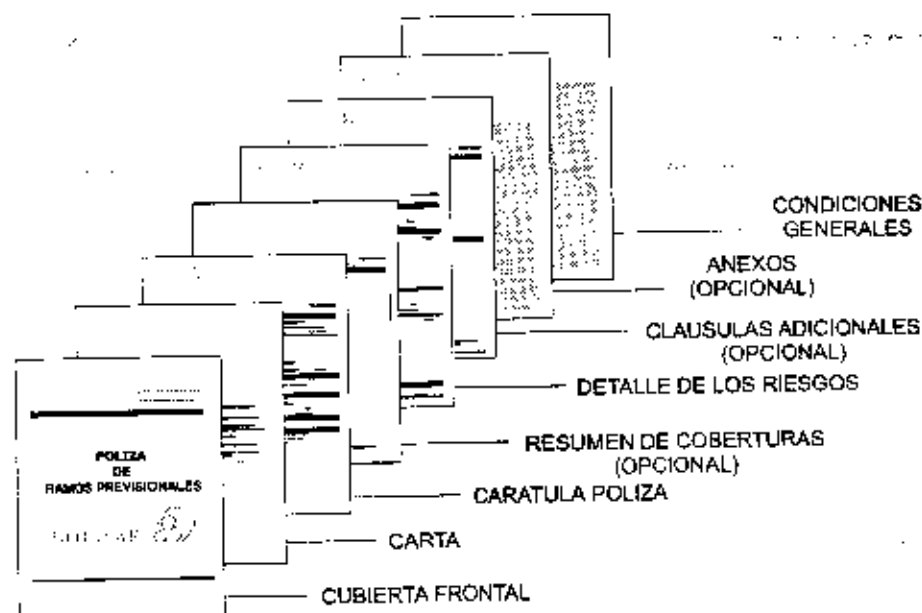 CONDICIONES
GENERALES
ANEXOS
(OPCIONAL)
CLAUSULAS ADICIONALES
(OPCIONAL)
DETALLE DE LOS RIESGOS
RESUMEN DE COBERTURAS
(OPCIONAL)
CARATULA POLIZA
CARTA
CUBIERTA FRONTAL
POLIZA
DE
RAMOS PREVISIONALES